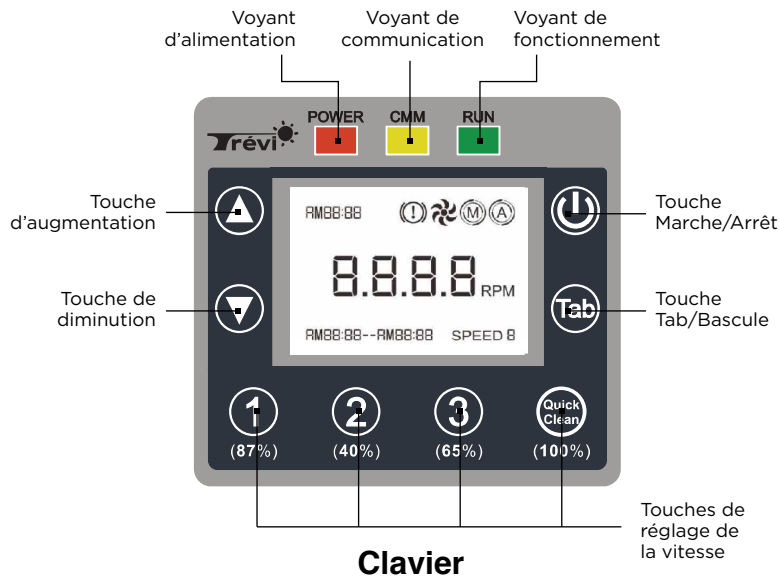 Voyant
d'alimentation
Voyant de
communication
Voyant de
fonctionnement
POWER CMM RUN
Trévi
Touche
d'augmentation
AM88:88 (!) M A
Touche
Marche/Arrêt
8.8.8.8 RPM
Touche de
diminution
Tab
Touche
Tab/Bascule
AM88:88--AM88:88 SPEED 8
1 2 3 Quick
Clean
(87%) (40%) (65%) (100%)
Touches de
réglage de
la vitesse
Clavier